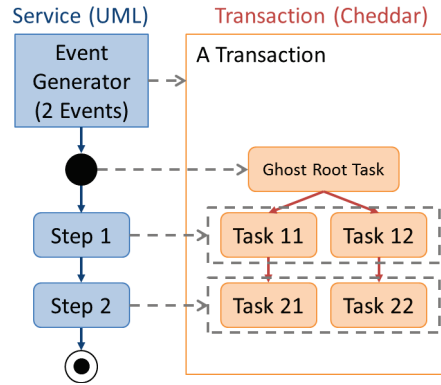 Service (UML)
Transaction (Cheddar)
Event
Generator
(2 Events)
A Transaction
Ghost Root Task
Step 1
Task 11
Task 12
Step 2
Task 21
Task 22